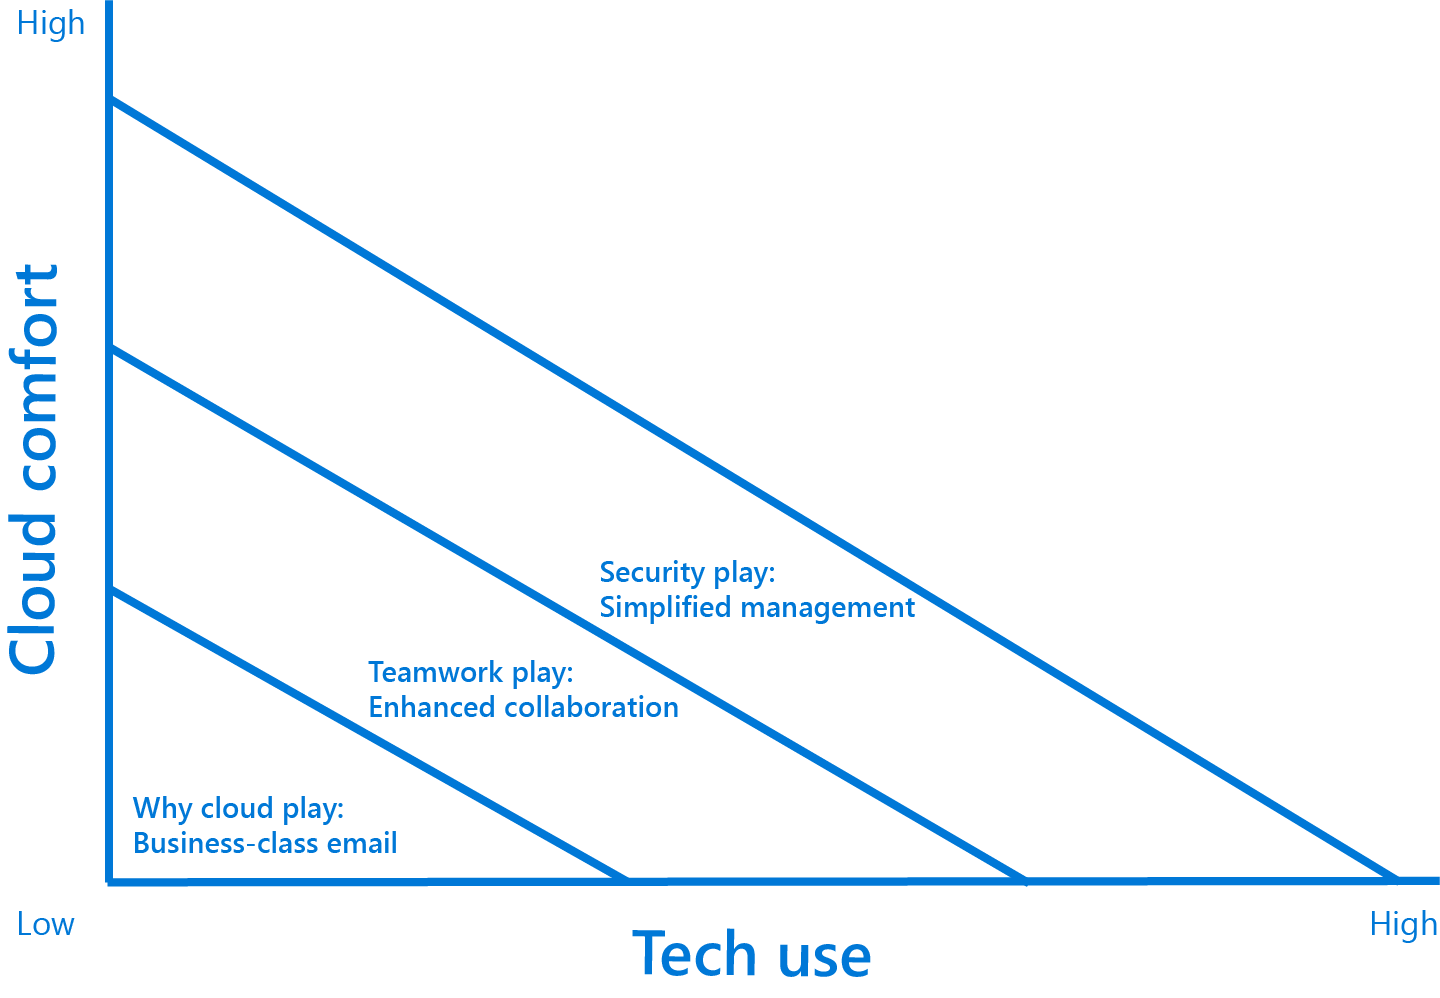 High
Cloud comfort
Security play:
Simplified management
Teamwork play:
Enhanced collaboration
Why cloud play:
Business-class email
Low
High
Tech use